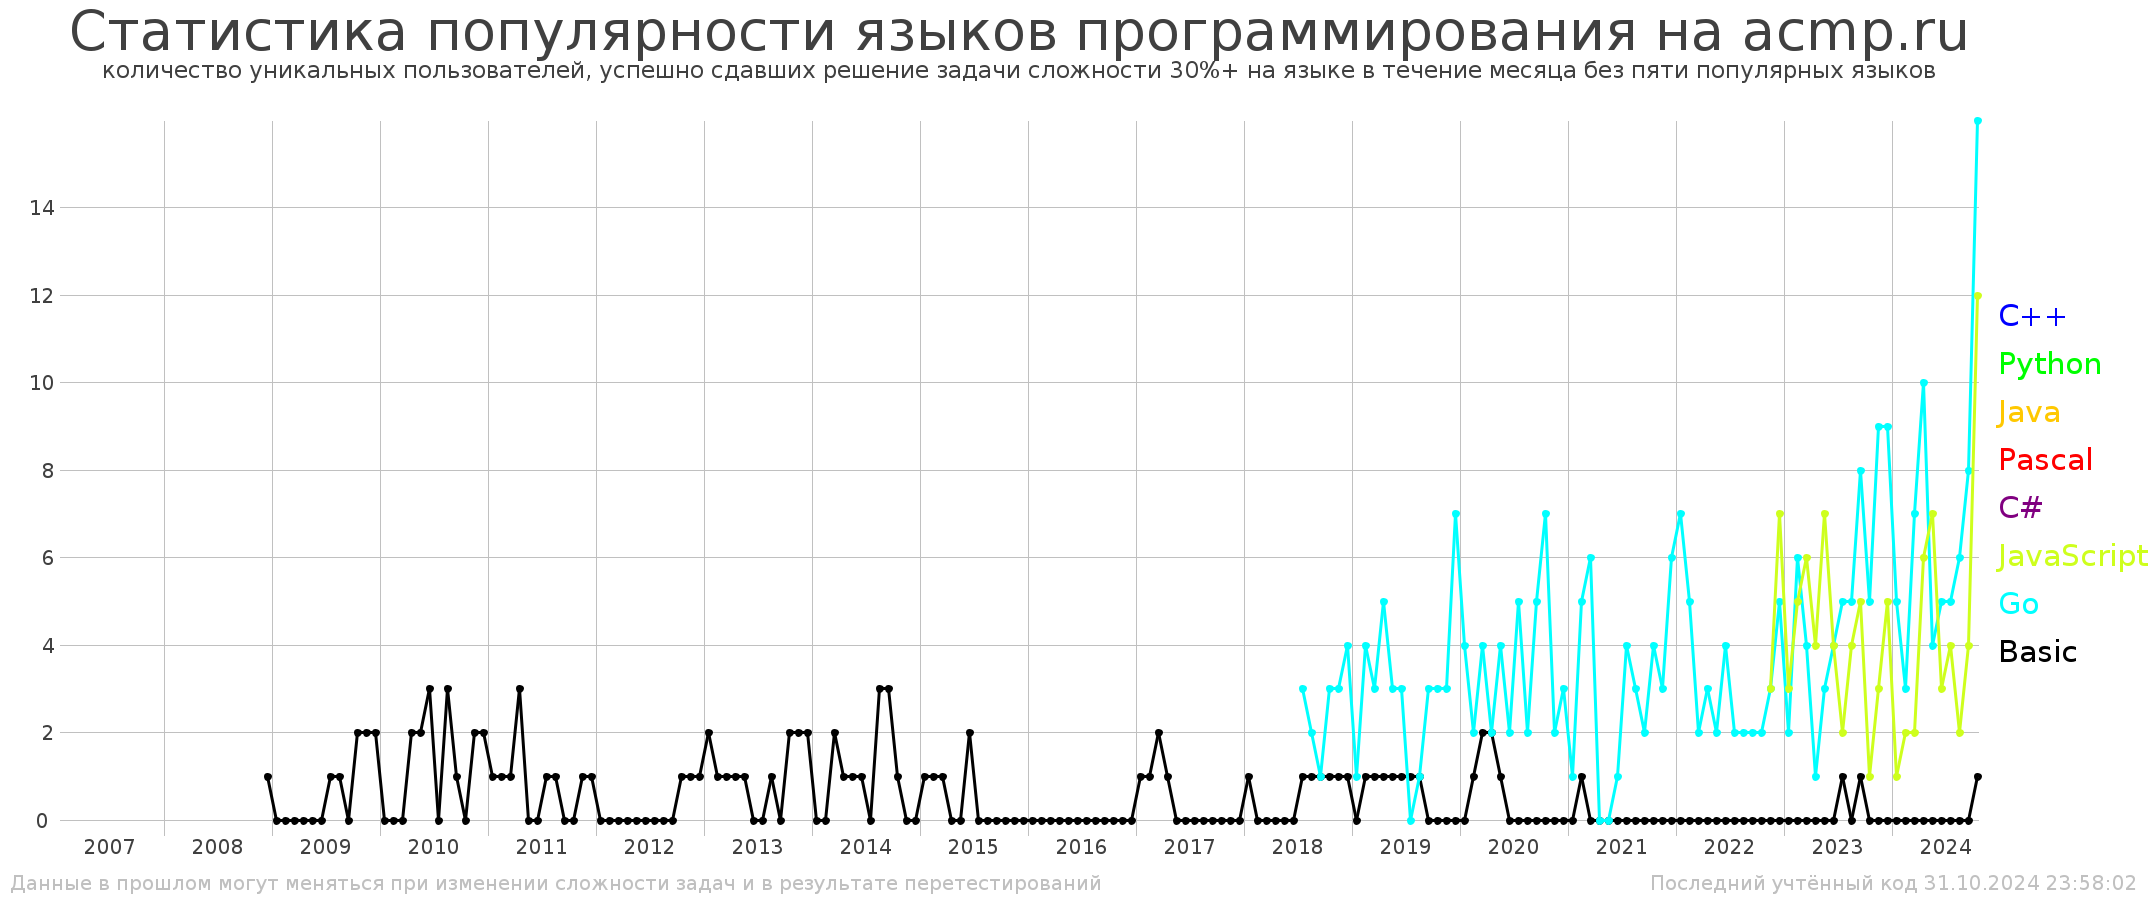 Статистика популярности языков программирования на acmp.ru
количество уникальных пользователей, успешно сдавших решение задачи сложности 30%+ на языке в течение месяца без пяти популярных языков
14
12
10
8
6
4
2
0
C++
Python
Java
Pascal
C#
JavaScript
Go
Basic
2007 2008 2009 2010 2011 2012 2013 2014 2015 2016 2017 2018 2019 2020 2021 2022 2023 2024
Данные в прошлом могут меняться при изменении сложности задач и в результате перетестирований
Последний учтённый код 31.10.2024 23:58:02